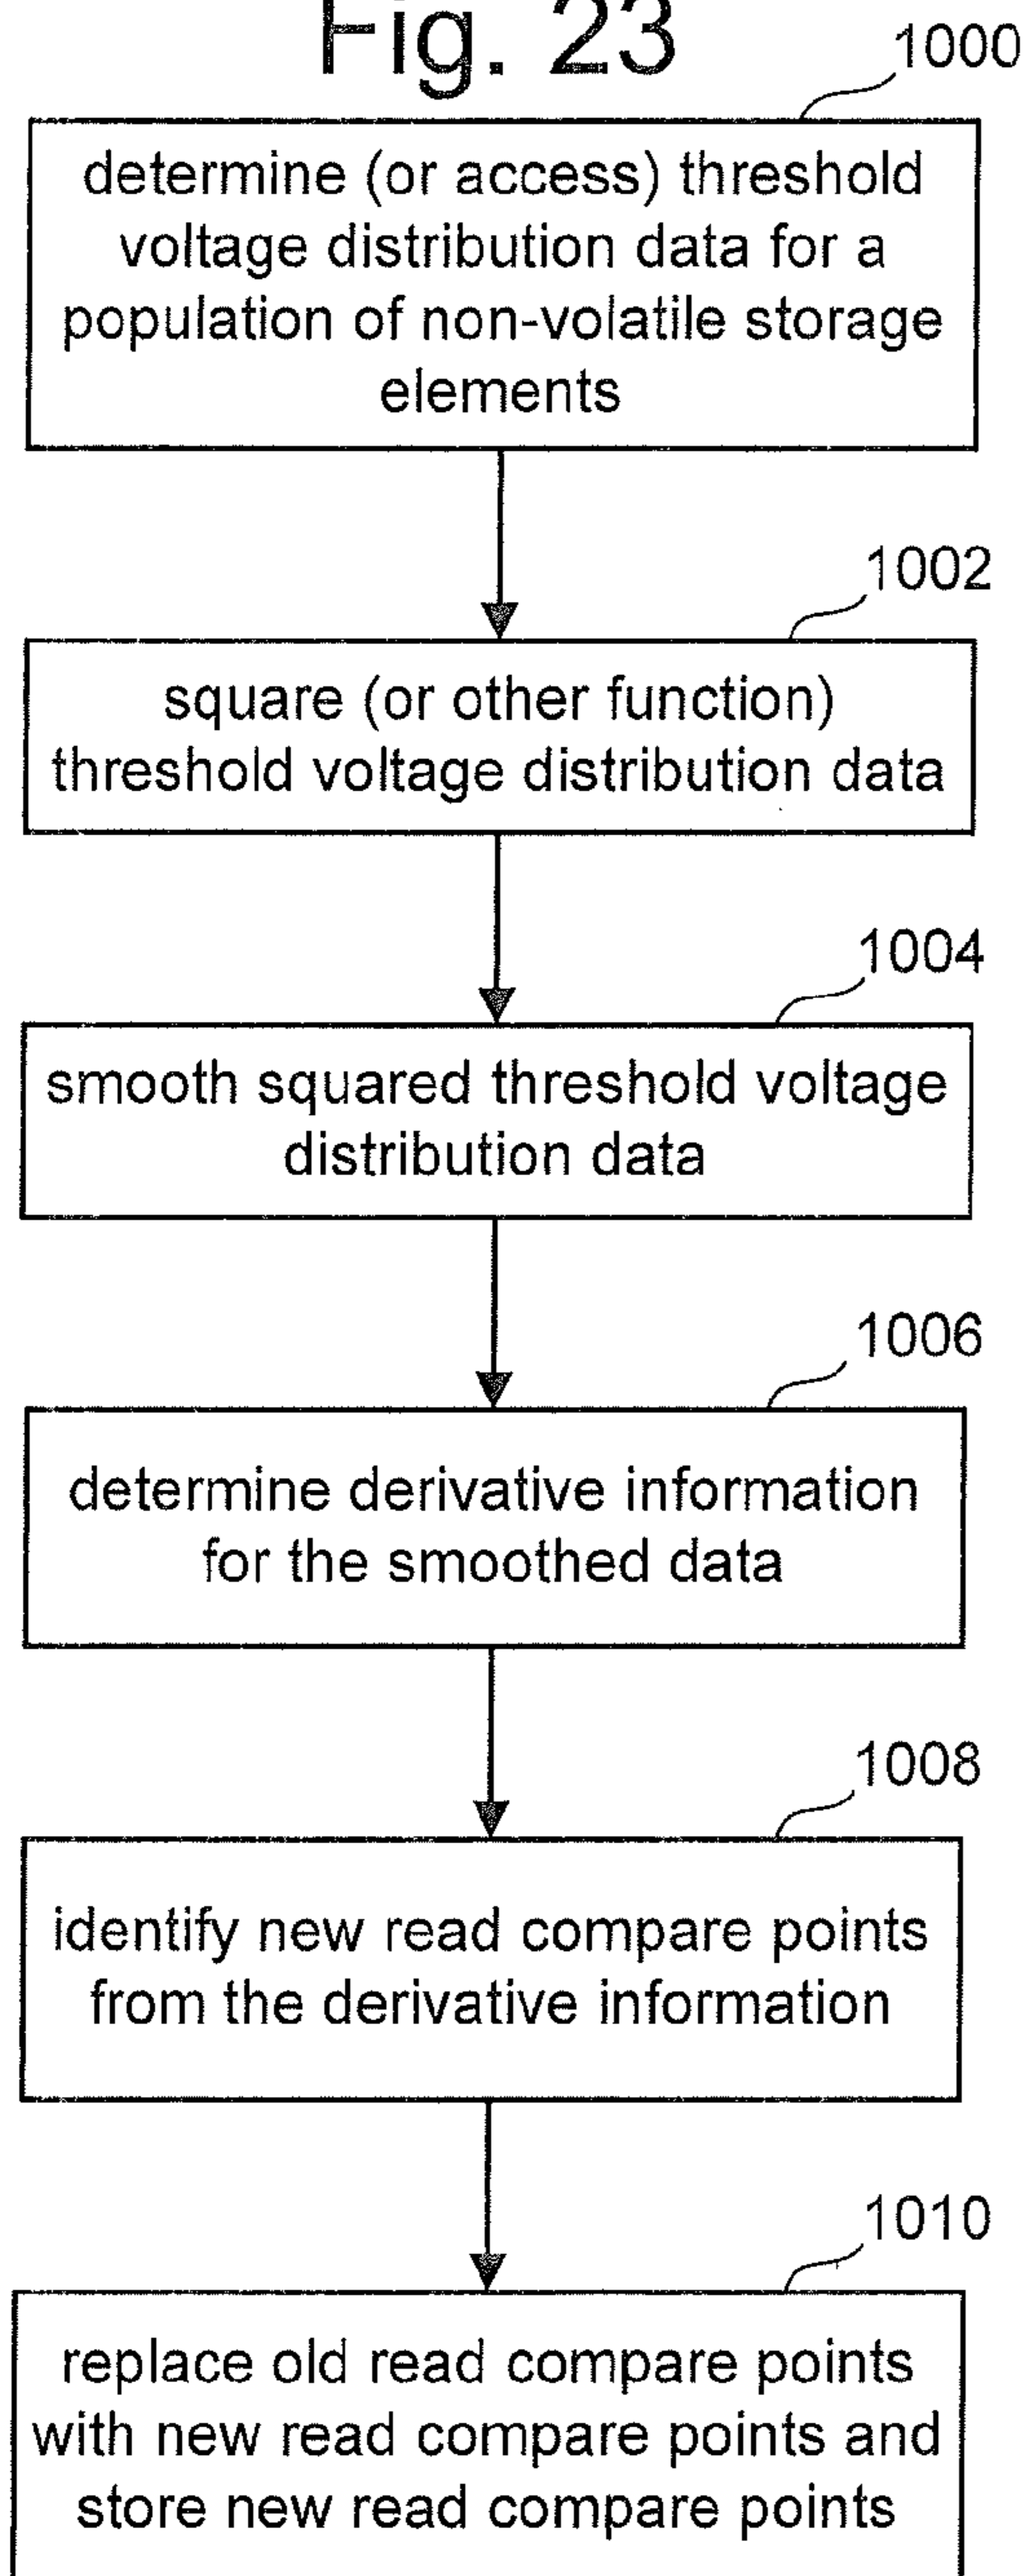 Fig. 23
1000
determine (or access) threshold
voltage distribution data for a
population of non-volatile storage
elements
1002
square (or other function)
threshold voltage distribution data
1004
smooth squared threshold voltage
distribution data
1006
determine derivative information
for the smoothed data
1008
identify new read compare points
from the derivative information
1010
replace old read compare points
with new read compare points and
store new read compare points